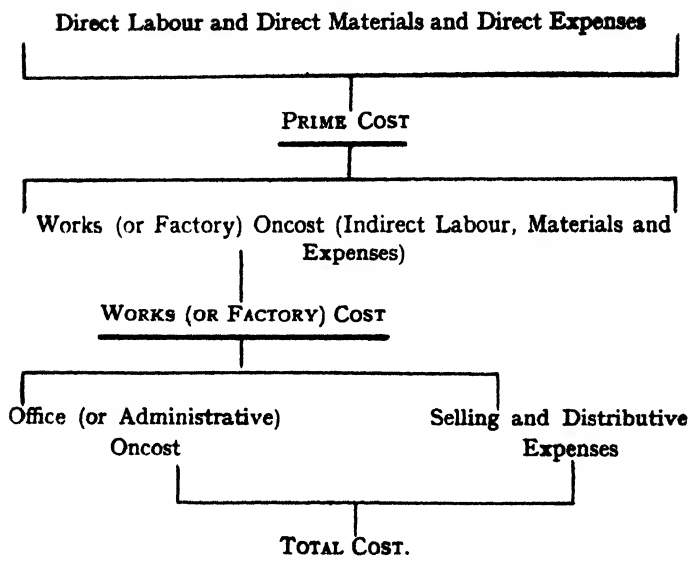 Direct Labour and Direct Materials and Direct Expenses
PRIME COST
Works (or Factory) Oncost (Indirect Labour, Materials and
Expenses)
WORKS (OR FACTORY) COST
Office (or Administrative)
Oncost
Selling and Distributive
Expenses
TOTAL COST.